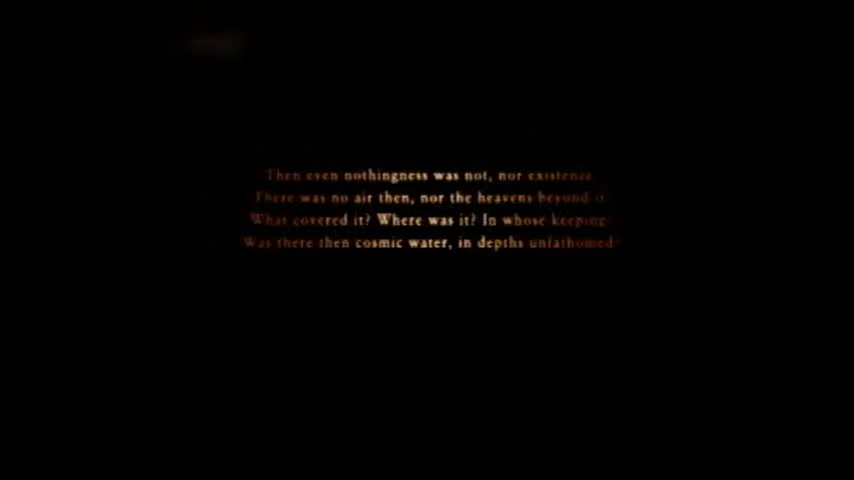 Then even nothingness was not, nor existence
There was no air then, nor the heavens beyond it
What covered it? Where was it? In whose keeping
Was there then cosmic water, in depths unfathomed?